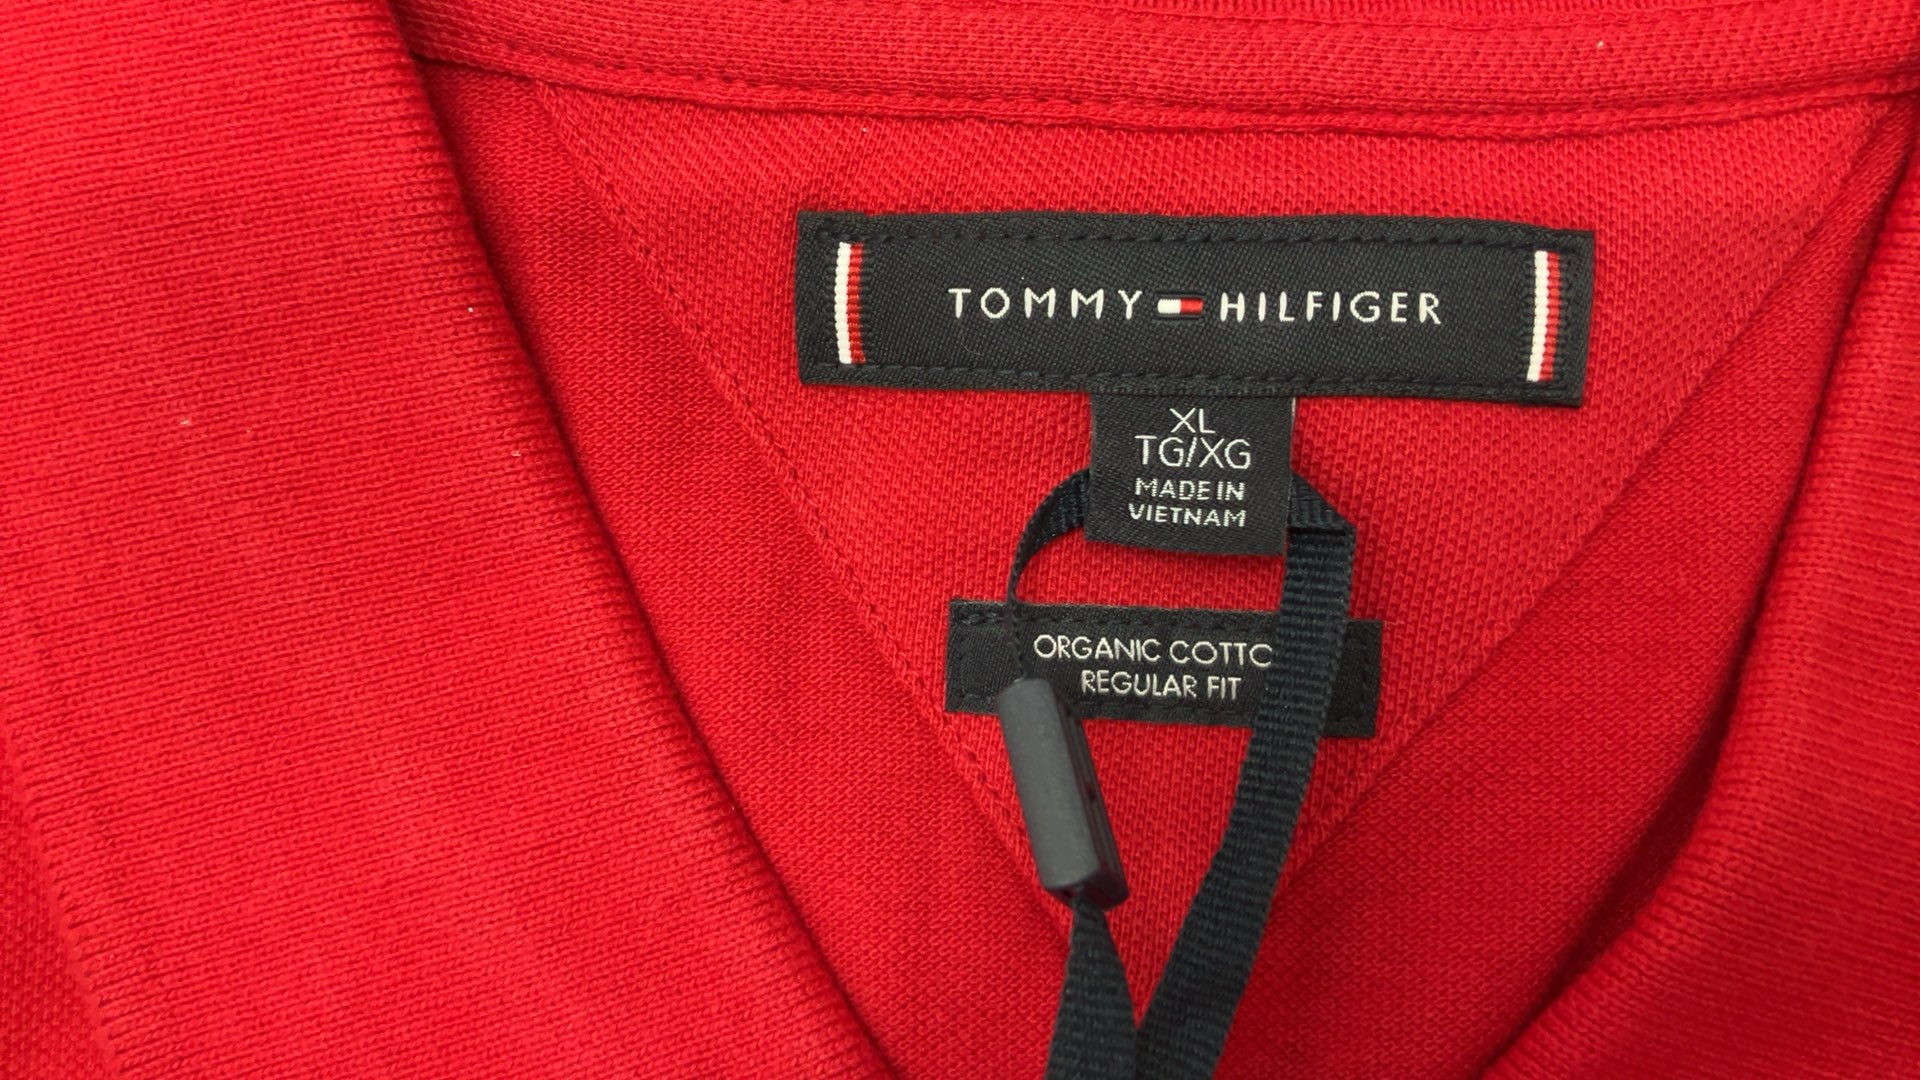 TOMMY HILFIGER
XL
TG/XG
MADE IN
VIETNAM
ORGANIC COTTO
REGULAR FIT